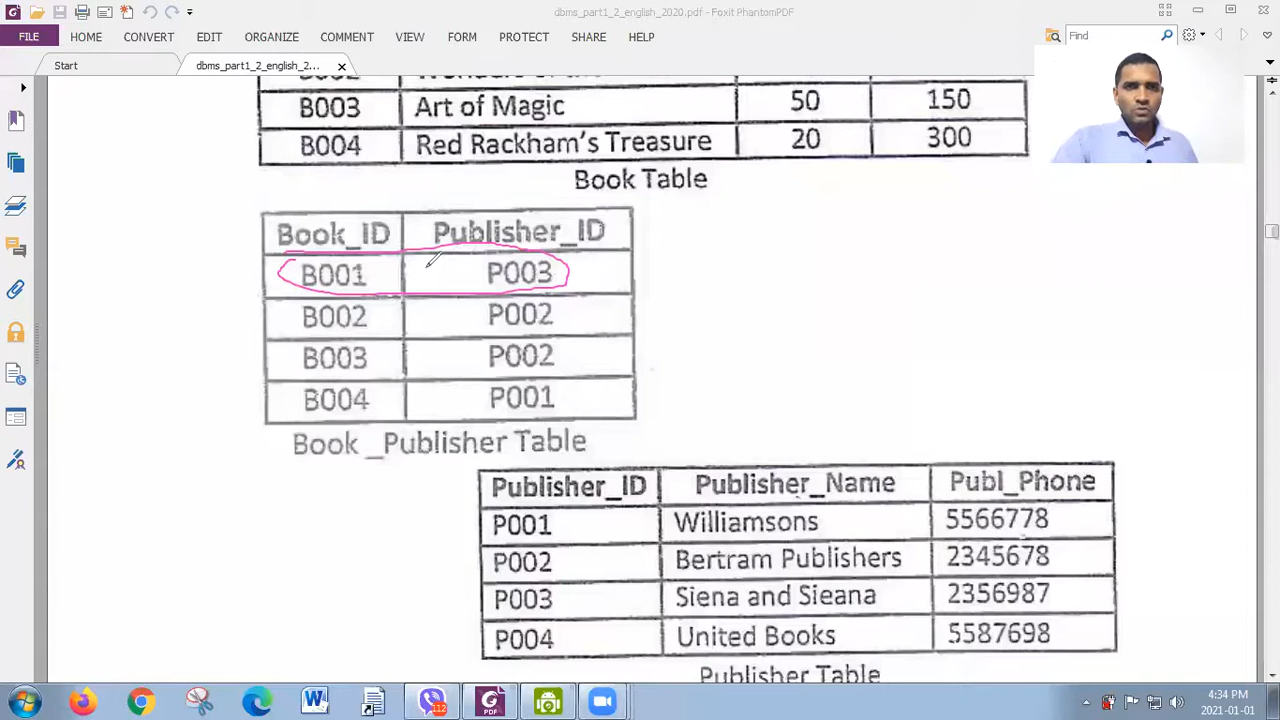 dbms_part1_2_english_2020.pdf - Foxit PhantomPDF
FILE HOME CONVERT EDIT ORGANIZE COMMENT VIEW FORM PROTECT SHARE HELP
Find
Start
dbms_part1_2_english_2...
B003 Art of Magic 50 150
B004 Red Rackham's Treasure 20 300
Book Table
Book_ID Publisher_ID
B001 P003
B002 P002
B003 P002
B004 P001
Book _Publisher Table
Publisher_ID Publisher_Name Publ_Phone
P001 Williamsons 5566778
P002 Bertram Publishers 2345678
P003 Siena and Sieana 2356987
P004 United Books 5587698
Publisher Table
112
PDF
4:34 PM
2021-01-01